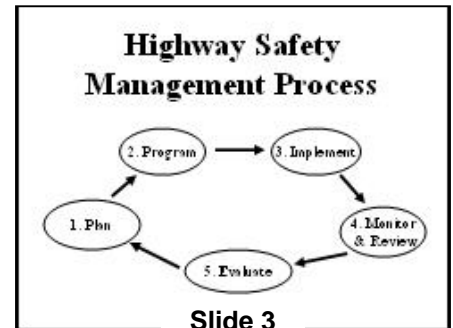 Highway Safety
Management Process
2. Program
3. Implement
1. Plan
4. Monitor
& Review
5. Evaluate
Slide 3